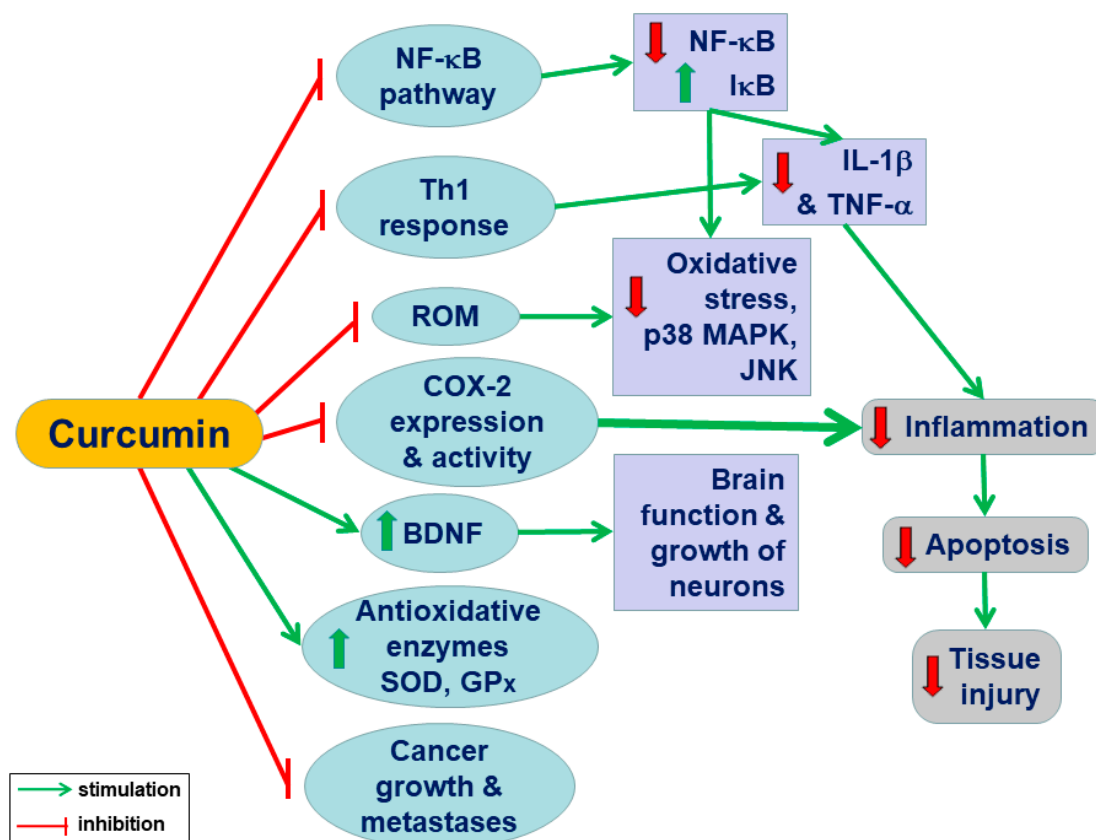 NF-κB
pathway
NF-κB
IκB
IL-1β
& TNF-α
Th1
response
Oxidative
stress,
p38 MAPK,
JNK
ROM
COX-2
expression
& activity
Curcumin
Inflammation
Brain
function &
growth of
neurons
BDNF
Apoptosis
Antioxidative
enzymes
SOD, GPx
Tissue
injury
Cancer
growth &
metastases
stimulation
inhibition